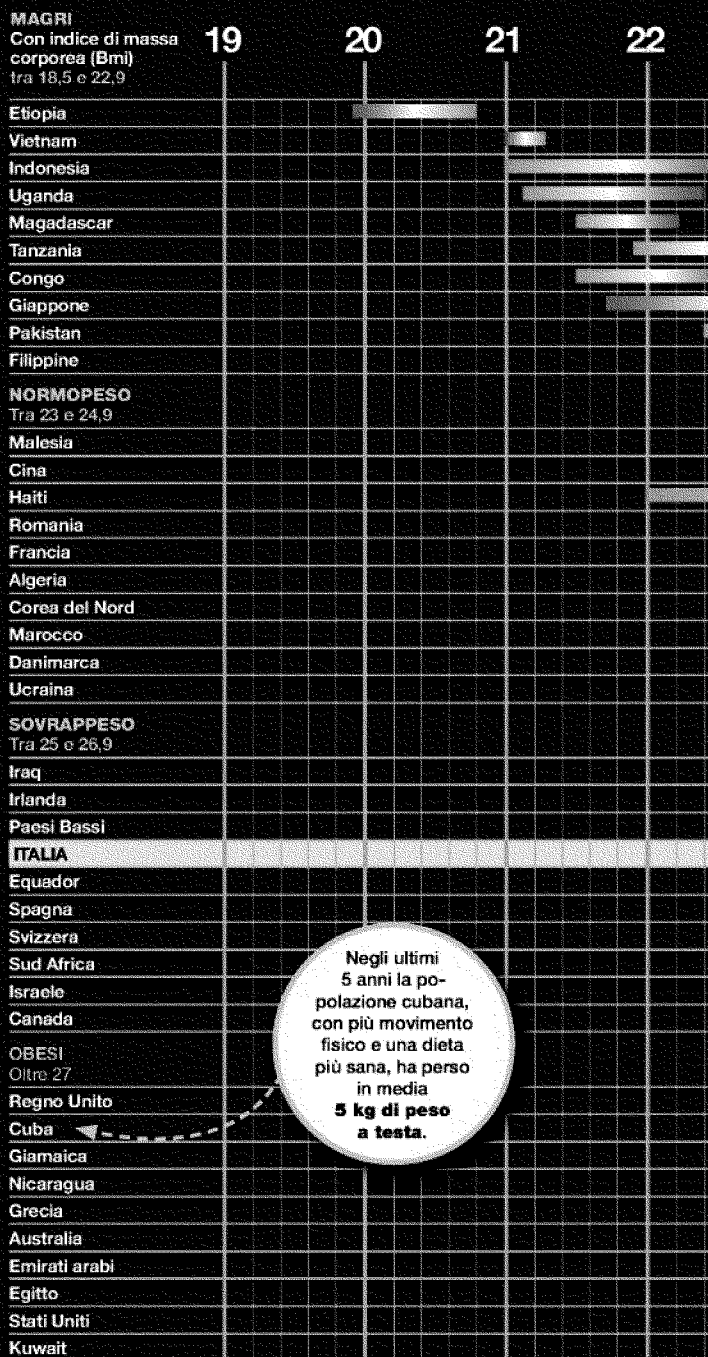 MAGRI
Con indice di massa
corporea (Bmi)
tra 18,5 e 22,9
19 20 21 22
Etiopia
Vietnam
Indonesia
Uganda
Magadascar
Tanzania
Congo
Giappone
Pakistan
Filippine
NORMOPESO
Tra 23 e 24,9
Malesia
Cina
Haiti
Romania
Francia
Algeria
Corea del Nord
Marocco
Danimarca
Ucraina
SOVRAPPESO
Tra 25 e 26,9
Iraq
Irlanda
Paesi Bassi
ITALIA
Equador
Spagna
Svizzera
Sud Africa
Israele
Canada
OBESI
Oltre 27
Regno Unito
Cuba
Giamaica
Nicaragua
Grecia
Australia
Emirati arabi
Egitto
Stati Uniti
Kuwait
Negli ultimi
5 anni la po-
polazione cubana,
con più movimento
fisico e una dieta
più sana, ha perso
in media
5 kg di peso
a testa.